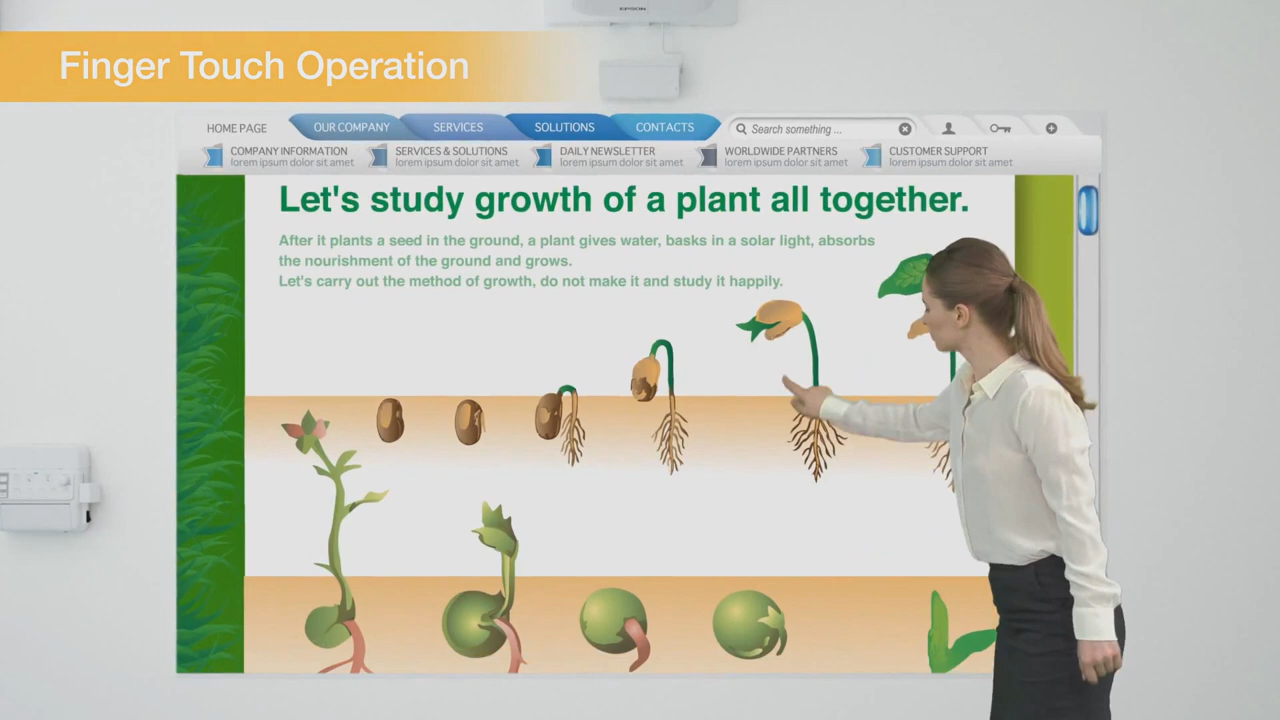 EPSON
Finger Touch Operation
HOME PAGE
OUR COMPANY
SERVICES
SOLUTIONS
CONTACTS
Search something ...
COMPANY INFORMATION
lorem ipsum dolor sit amet
SERVICES & SOLUTIONS
lorem ipsum dolor sit amet
DAILY NEWSLETTER
lorem ipsum dolor sit amet
WORLDWIDE PARTNERS
lorem ipsum dolor sit amet
CUSTOMER SUPPORT
lorem ipsum dolor sit amet
Let's study growth of a plant all together.
After it plants a seed in the ground, a plant gives water, basks in a solar light, absorbs
the nourishment of the ground and grows.
Let's carry out the method of growth, do not make it and study it happily.